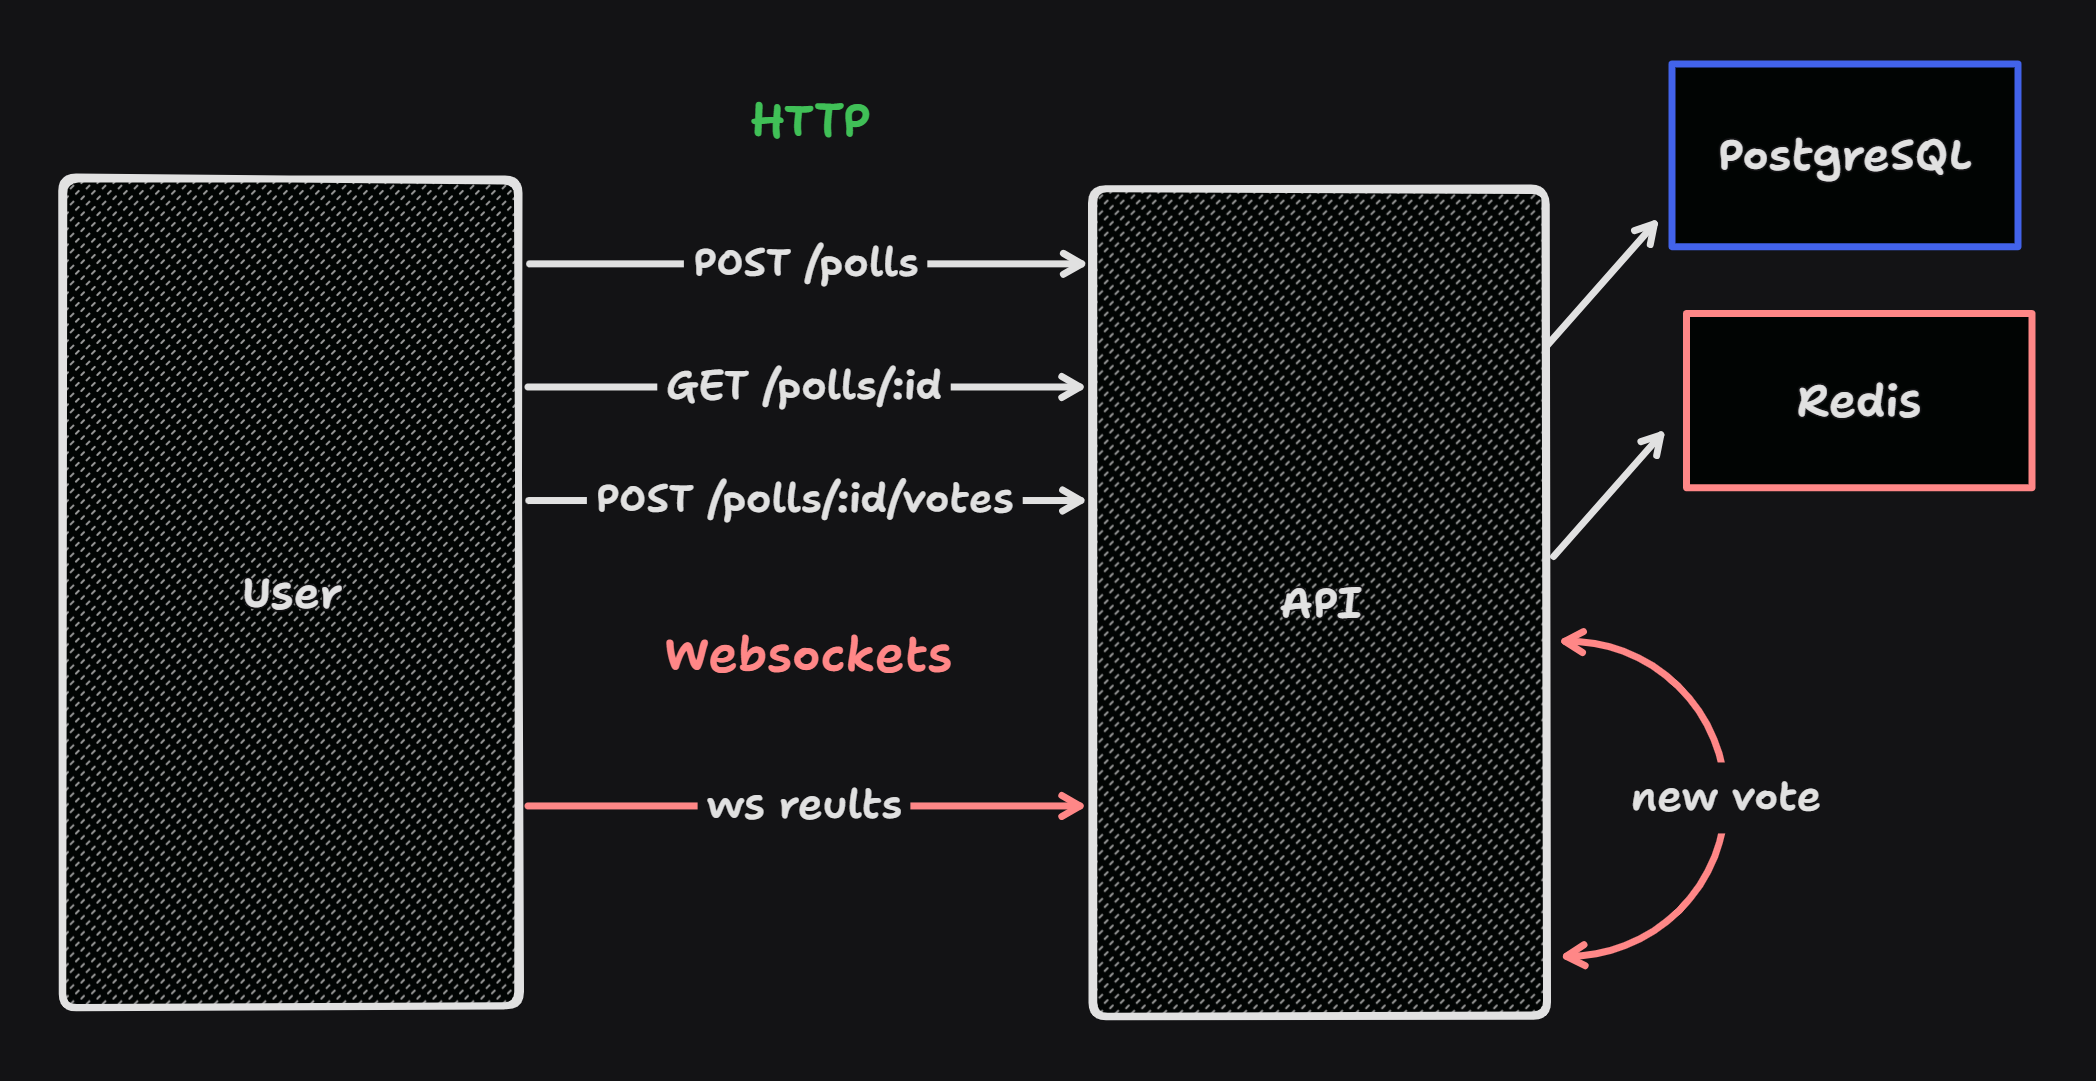 HTTP
PostgreSQL
POST /polls
GET /polls/:id
Redis
POST /polls/:id/votes
User
API
Websockets
ws reults
new vote